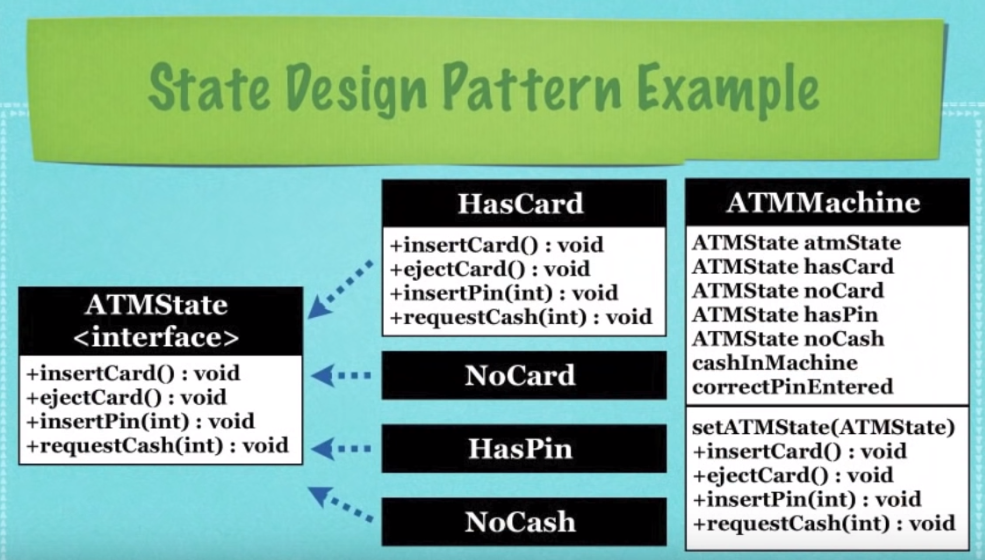 State Design Pattern Example
ATMState
<interface>
+insertCard() : void
+ejectCard() : void
+insertPin(int) : void
+requestCash(int) : void
HasCard
+insertCard() : void
+ejectCard() : void
+insertPin(int) : void
+requestCash(int) : void
NoCard
HasPin
NoCash
ATMMachine
ATMState atmState
ATMState hasCard
ATMState noCard
ATMState hasPin
ATMState noCash
cashInMachine
correctPinEntered
setATMState(ATMState)
+insertCard() : void
+ejectCard() : void
+insertPin(int) : void
+requestCash(int) : void